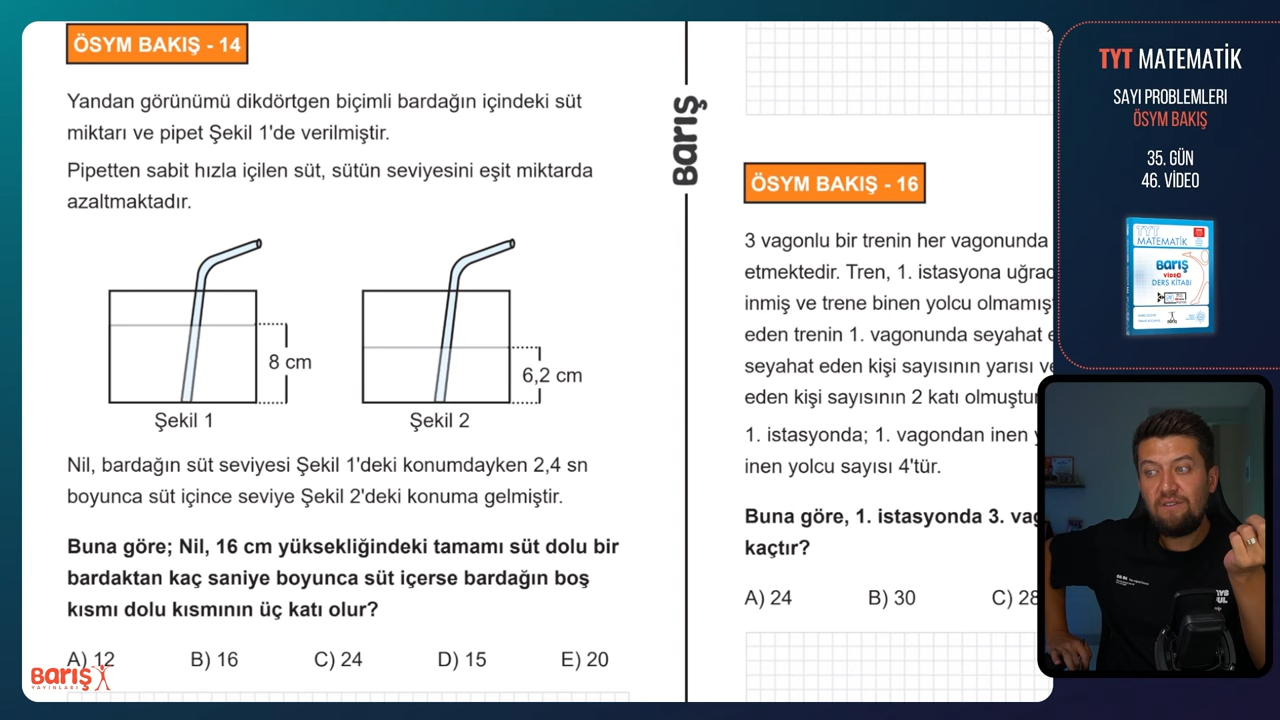 ÖSYM BAKIŞ - 14
Yandan görünümü dikdörtgen biçimli bardağın içindeki süt
miktarı ve pipet Şekil 1'de verilmiştir.
Pipetten sabit hızla içilen süt, sütün seviyesini eşit miktarda
azaltmaktadır.
8 cm
6,2 cm
Şekil 1
Şekil 2
Nil, bardağın süt seviyesi Şekil 1'deki konumdayken 2,4 sn
boyunca süt içince seviye Şekil 2'deki konuma gelmiştir.
Buna göre; Nil, 16 cm yüksekliğindeki tamamı süt dolu bir
bardaktan kaç saniye boyunca süt içerse bardağın boş
kısmı dolu kısmının üç katı olur?
A) 12 B) 16 C) 24 D) 15 E) 20
BARIŞ
YAYINLARI
Barış
ÖSYM BAKIŞ - 16
3 vagonlu bir trenin her vagonunda
etmektedir. Tren, 1. istasyona
inmiş ve trene binen yolcu olmamış
eden trenin 1. vagonunda seyahat
seyahat eden kişi sayısının yarısı
eden kişi sayısının 2 katı
1. istasyonda; 1. vagondan inen
inen yolcu sayısı 4'tür.
Buna göre, 1. istasyonda 3.
kaçtır?
A) 24 B) 30 C) 28
TYT MATEMATİK
SAYI PROBLEMLERI
ÖSYM BAKIŞ
35. GÜN
46. VİDEO
TYT
MATEMATİK
BARIŞ
VİDEO
DERS KİTABI